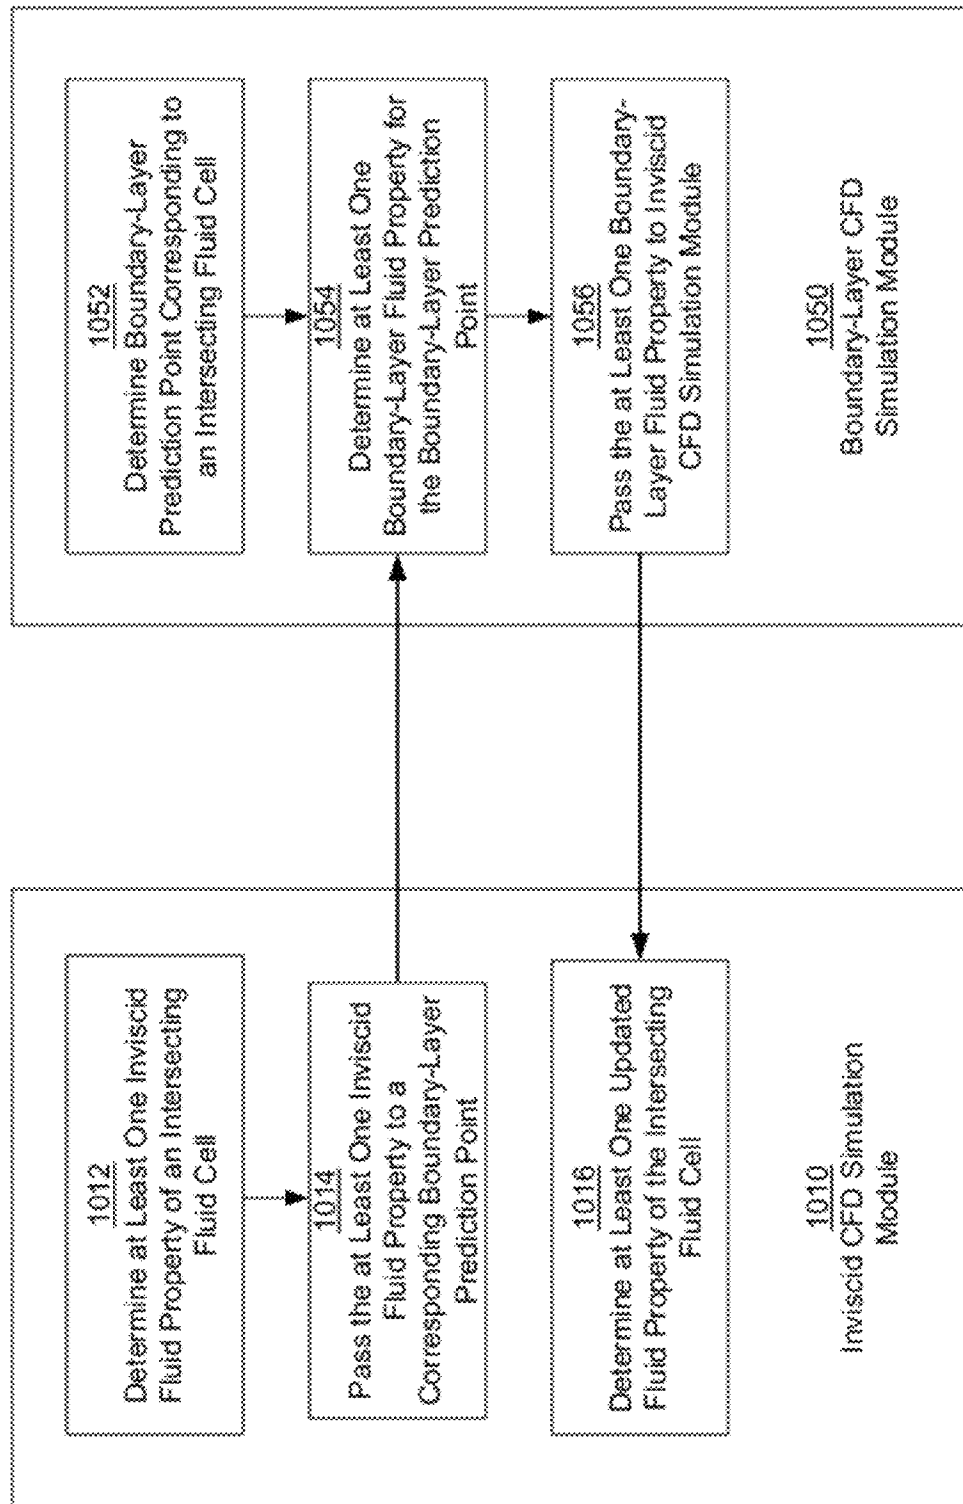 1012
Determine at Least One Inviscid
Fluid Property of an Intersecting
Fluid Cell
1014
Pass the at Least One Inviscid
Fluid Property to a
Corresponding Boundary-Layer
Prediction Point
1016
Determine at Least One Updated
Fluid Property of the Intersecting
Fluid Cell
1010
Inviscid CFD Simulation
Module
1052
Determine Boundary-Layer
Prediction Point Corresponding to
an Intersecting Fluid Cell
1054
Determine at Least One
Boundary-Layer Fluid Property for
the Boundary-Layer Prediction
Point
1056
Pass the at Least One Boundary-
Layer Fluid Property to Inviscid
CFD Simulation Module
1050
Boundary-Layer CFD
Simulation Module